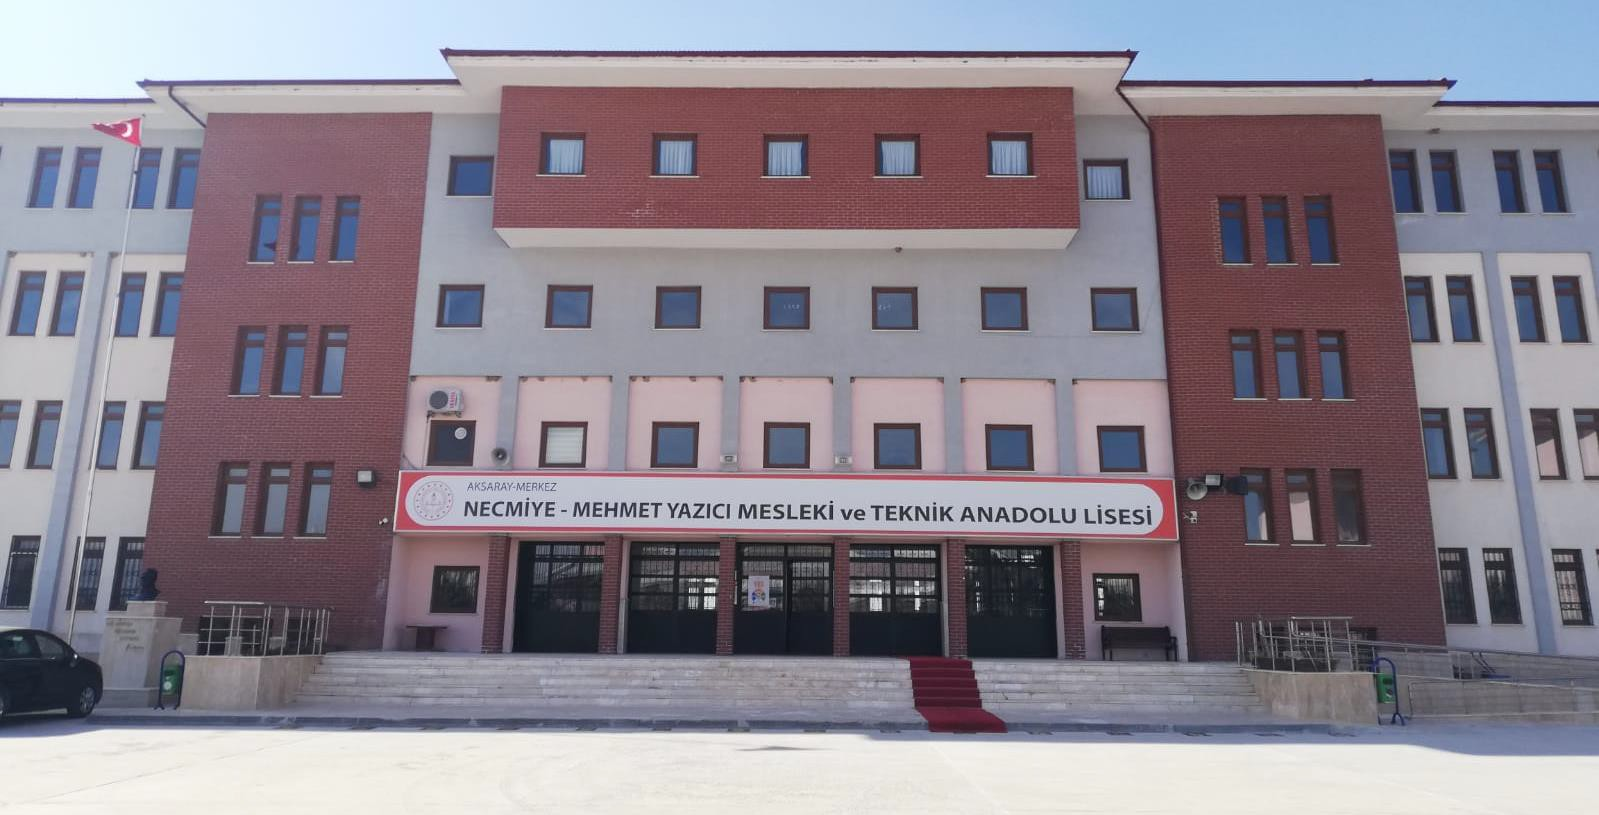 AKSARAY-MERKEZ
NECMİYE - MEHMET YAZICI MESLEKİ ve TEKNİK ANADOLU LİSESİ